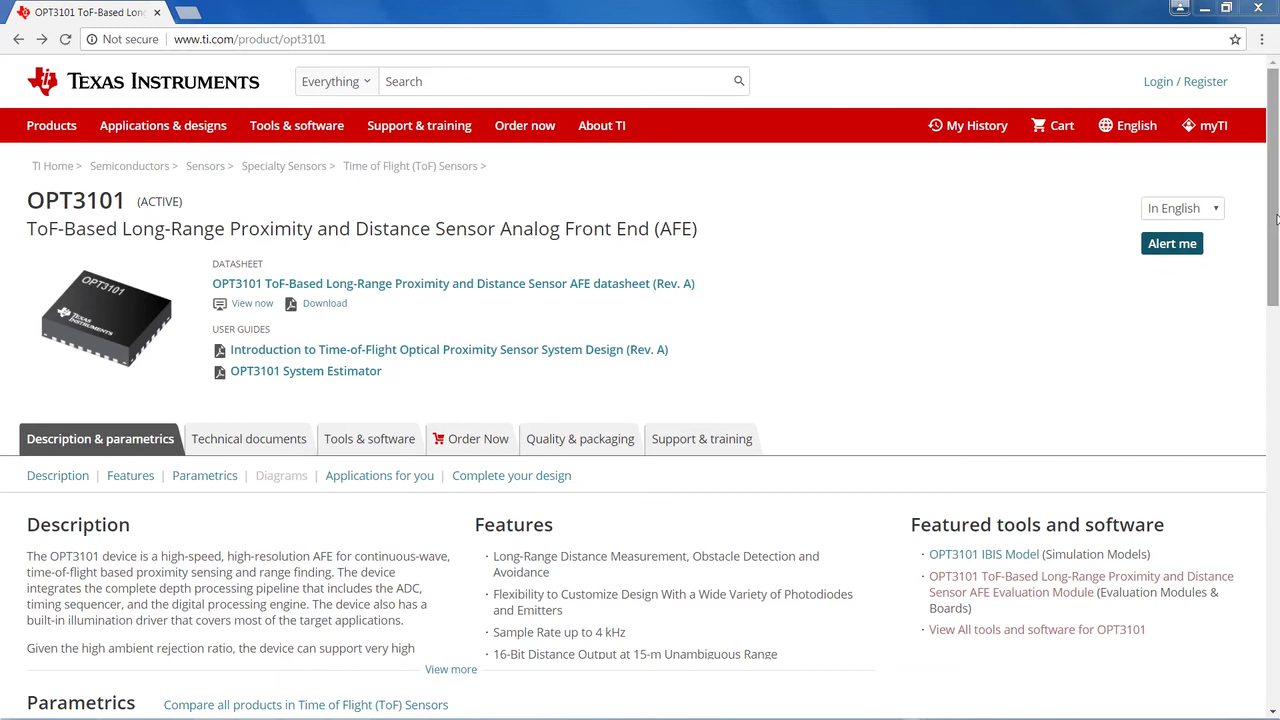 OPT3101 ToF-Based Lon
Not secure www.ti.com/product/opt3101
TEXAS INSTRUMENTS
Everything Search
Login / Register
Products Applications & designs Tools & software Support & training Order now About TI My History Cart English myTI
TI Home > Semiconductors > Sensors > Specialty Sensors > Time of Flight (ToF) Sensors >
OPT3101 (ACTIVE)
In English
ToF-Based Long-Range Proximity and Distance Sensor Analog Front End (AFE)
Alert me
OPT3101
TEXAS INSTRUMENTS
DATASHEET
OPT3101 ToF-Based Long-Range Proximity and Distance Sensor AFE datasheet (Rev. A)
View now Download
USER GUIDES
Introduction to Time-of-Flight Optical Proximity Sensor System Design (Rev. A)
OPT3101 System Estimator
Description & parametrics Technical documents Tools & software Order Now Quality & packaging Support & training
Description | Features | Parametrics | Diagrams | Applications for you | Complete your design
Description
The OPT3101 device is a high-speed, high-resolution AFE for continuous-wave,
time-of-flight based proximity sensing and range finding. The device
integrates the complete depth processing pipeline that includes the ADC,
timing sequencer, and the digital processing engine. The device also has a
built-in illumination driver that covers most of the target applications.
Given the high ambient rejection ratio, the device can support very high
Features
· Long-Range Distance Measurement, Obstacle Detection and
Avoidance
· Flexibility to Customize Design With a Wide Variety of Photodiodes
and Emitters
· Sample Rate up to 4 kHz
· 16-Bit Distance Output at 15-m Unambiguous Range
View more
Featured tools and software
· OPT3101 IBIS Model (Simulation Models)
· OPT3101 ToF-Based Long-Range Proximity and Distance
Sensor AFE Evaluation Module (Evaluation Modules &
Boards)
· View All tools and software for OPT3101
Parametrics Compare all products in Time of Flight (ToF) Sensors